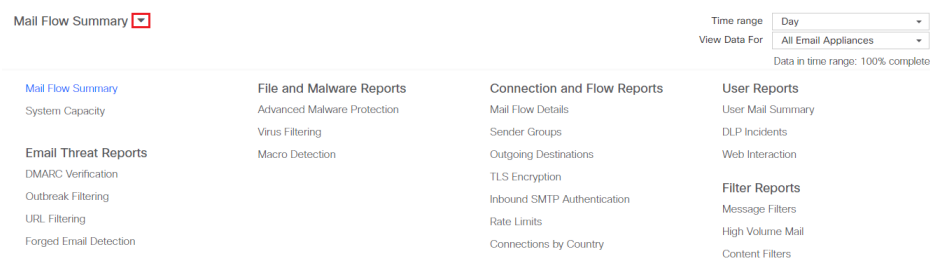 Mail Flow Summary
Time range Day
View Data For All Email Appliances
Data in time range: 100% complete
Mail Flow Summary
System Capacity
Email Threat Reports
DMARC Verification
Outbreak Filtering
URL Filtering
Forged Email Detection
File and Malware Reports
Advanced Malware Protection
Virus Filtering
Macro Detection
Connection and Flow Reports
Mail Flow Details
Sender Groups
Outgoing Destinations
TLS Encryption
Inbound SMTP Authentication
Rate Limits
Connections by Country
User Reports
User Mail Summary
DLP Incidents
Web Interaction
Filter Reports
Message Filters
High Volume Mail
Content Filters